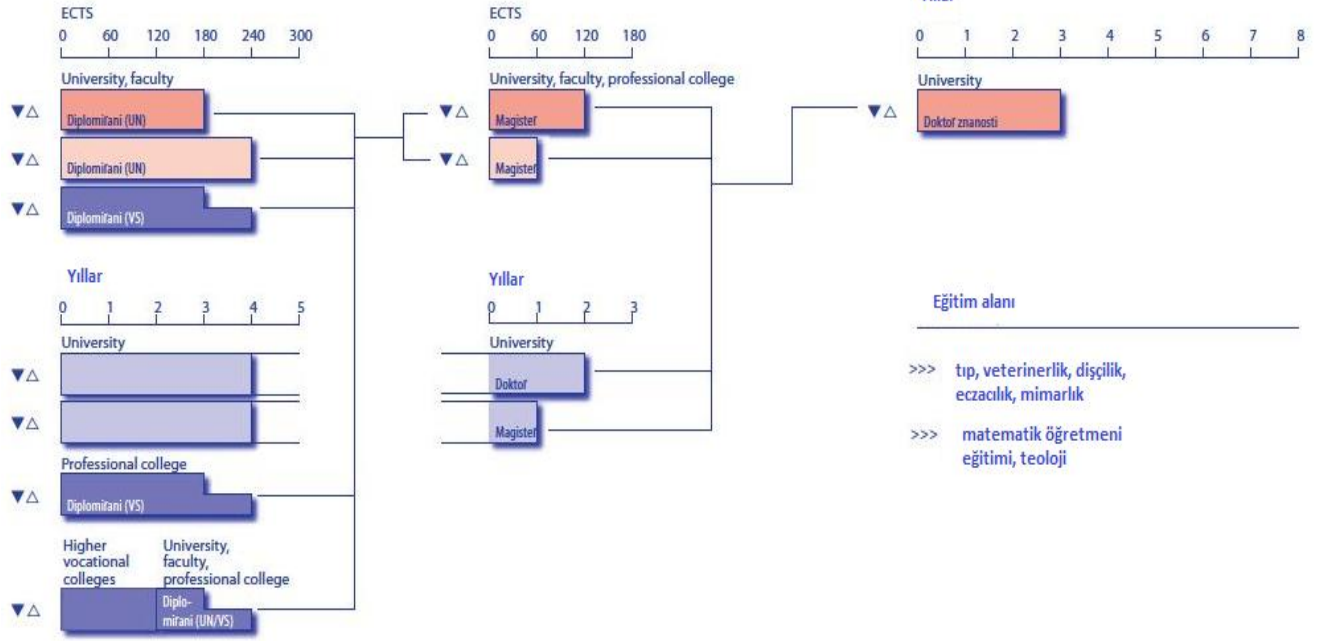 ECTS
0 60 120 180 240 300
University, faculty
▼△ Diplomirani (UN)
▼△ Diplomirani (UN)
▼△ Diplomirani (VS)
Yıllar
0 1 2 3 4 5
University
▼△
▼△
Professional college
▼△ Diplomirani (VS)
Higher
vocational
colleges
University,
faculty,
professional college
▼△ Diplo-
mirani (UN/VS)
ECTS
0 60 120 180
University, faculty, professional college
▼△ Magister
▼△ Magister
Yıllar
0 1 2 3
University
Doktor
Magister
0 1 2 3 4 5 6 7 8
University
▼△ Doktor znanosti
Eğitim alanı
>>> tıp, veterinerlik, dişçilik,
eczacılık, mimarlık
>>> matematik öğretmeni
eğitimi, teoloji